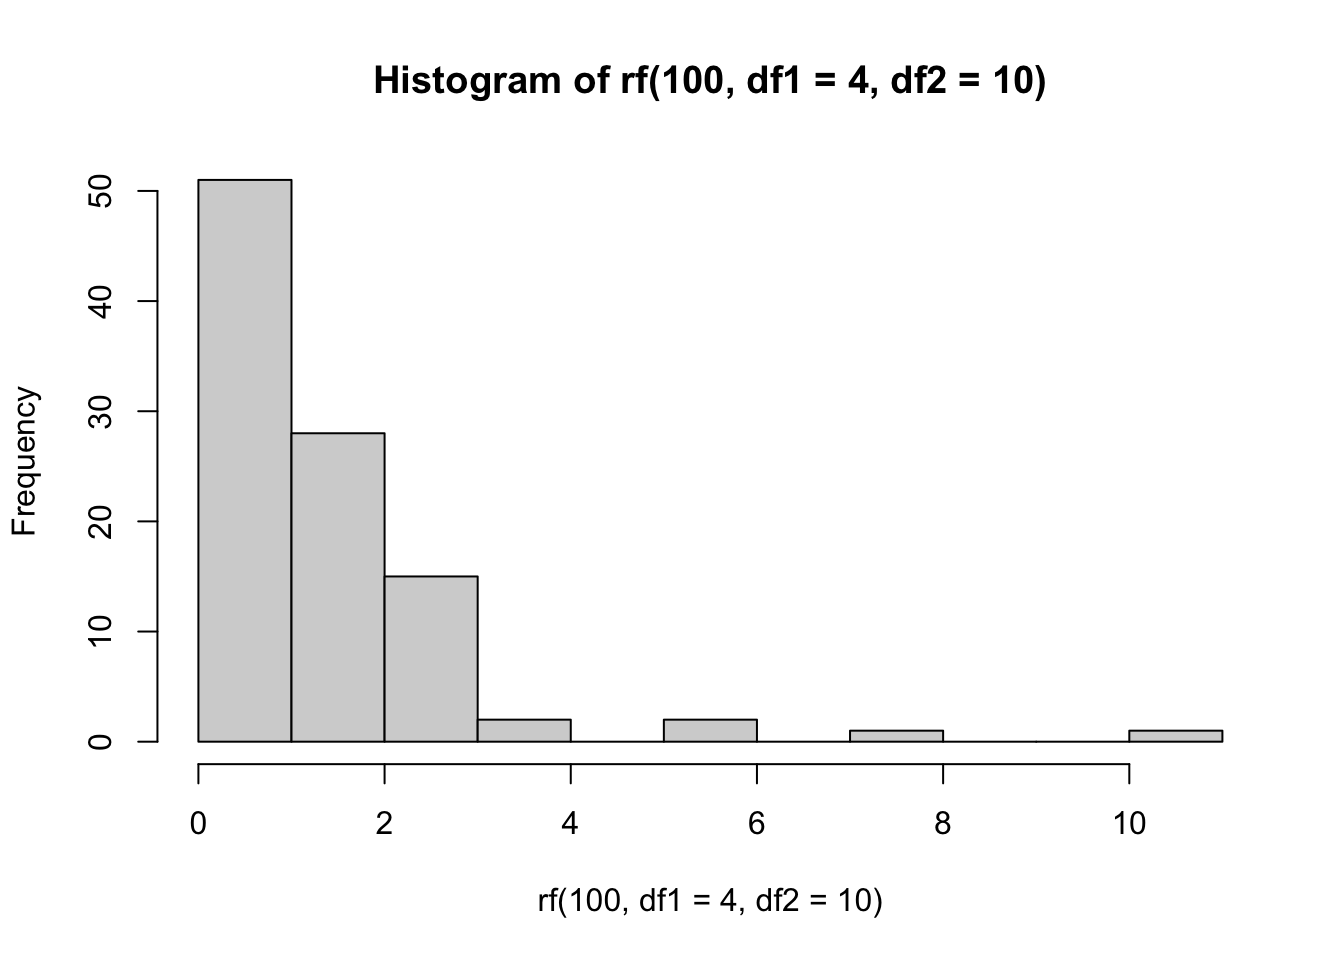 Histogram of rf(100, df1 = 4, df2 = 10)
Frequency
50
40
30
20
10
0
0 2 4 6 8 10
rf(100, df1 = 4, df2 = 10)